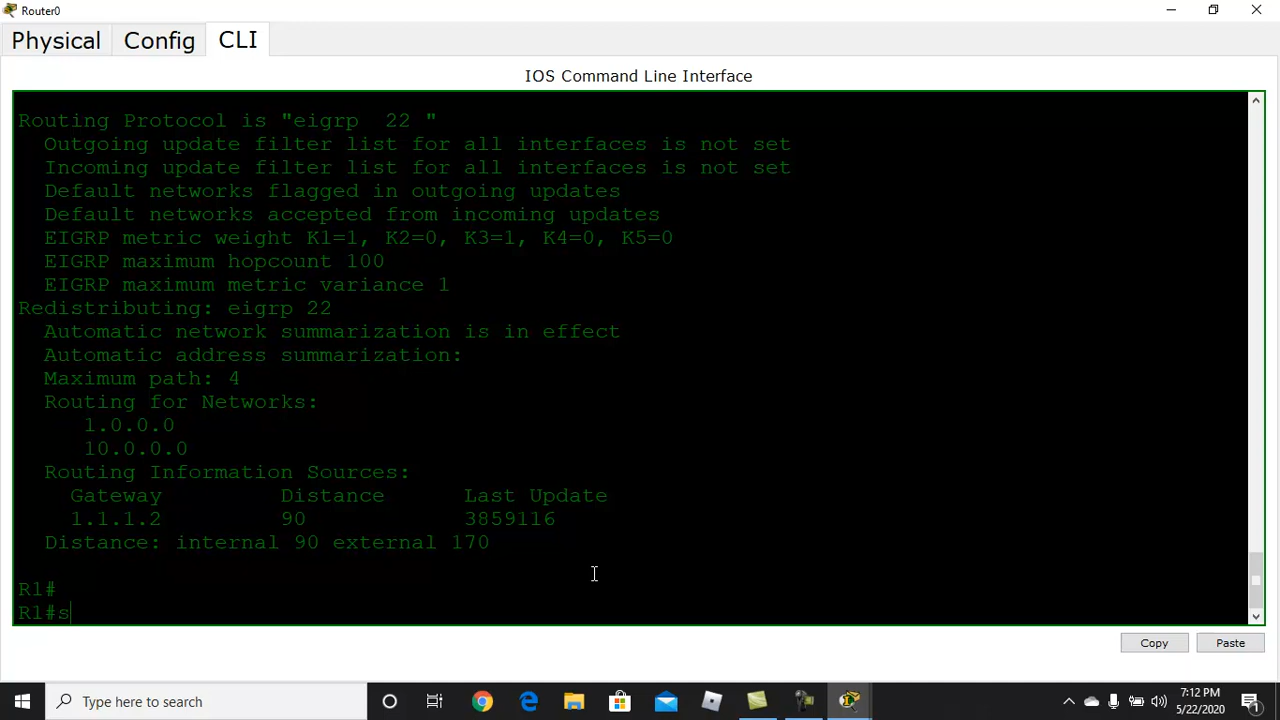 Router0
Physical Config CLI
IOS Command Line Interface
Routing Protocol is "eigrp 22 "
Outgoing update filter list for all interfaces is not set
Incoming update filter list for all interfaces is not set
Default networks flagged in outgoing updates
Default networks accepted from incoming updates
EIGRP metric weight K1=1, K2=0, K3=1, K4=0, K5=0
EIGRP maximum hopcount 100
EIGRP maximum metric variance 1
Redistributing: eigrp 22
Automatic network summarization is in effect
Automatic address summarization:
Maximum path: 4
Routing for Networks:
1.0.0.0
10.0.0.0
Routing Information Sources:
Gateway Distance Last Update
1.1.1.2 90 3859116
Distance: internal 90 external 170
R1#
R1#s
Copy Paste
Type here to search
7:12 PM
5/22/2020
1